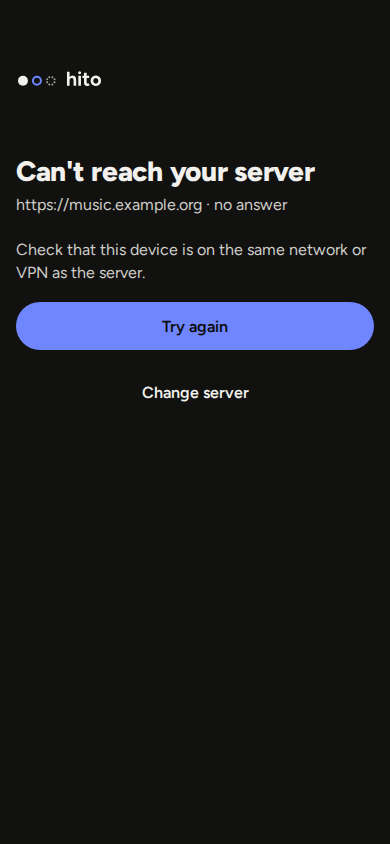 hito
Can't reach your server
https://music.example.org · no answer
Check that this device is on the same network or
VPN as the server.
Try again
Change server